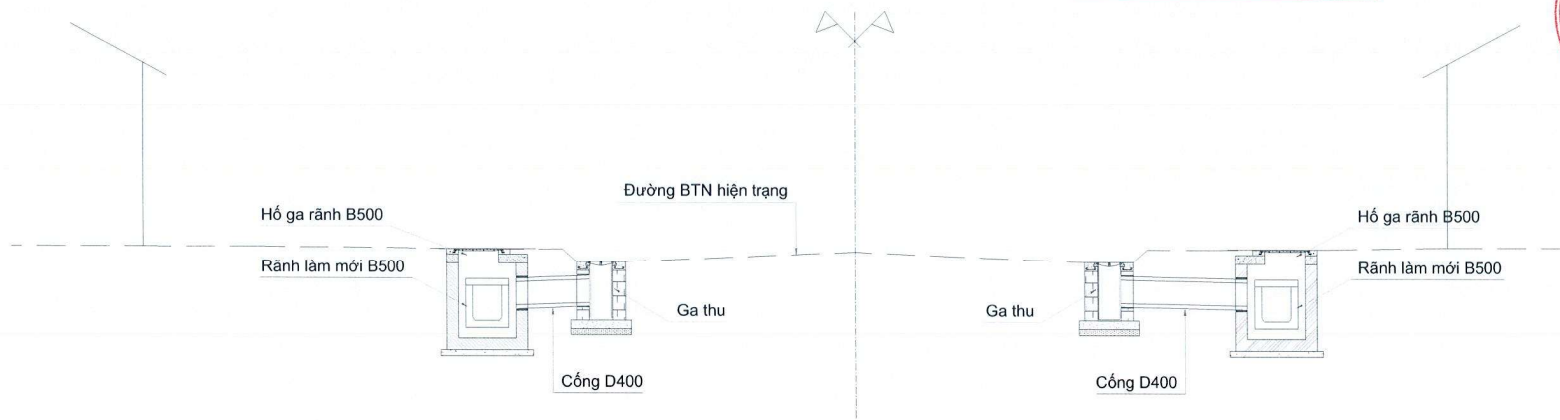 Đường BTN hiện trạng
Hố ga rãnh B500
Rãnh làm mới B500
Ga thu
Cống D400
Hố ga rãnh B500
Rãnh làm mới B500
Ga thu
Cống D400